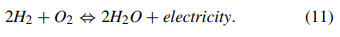 2H₂ + O₂ ⇔ 2H₂O + electricity. (11)